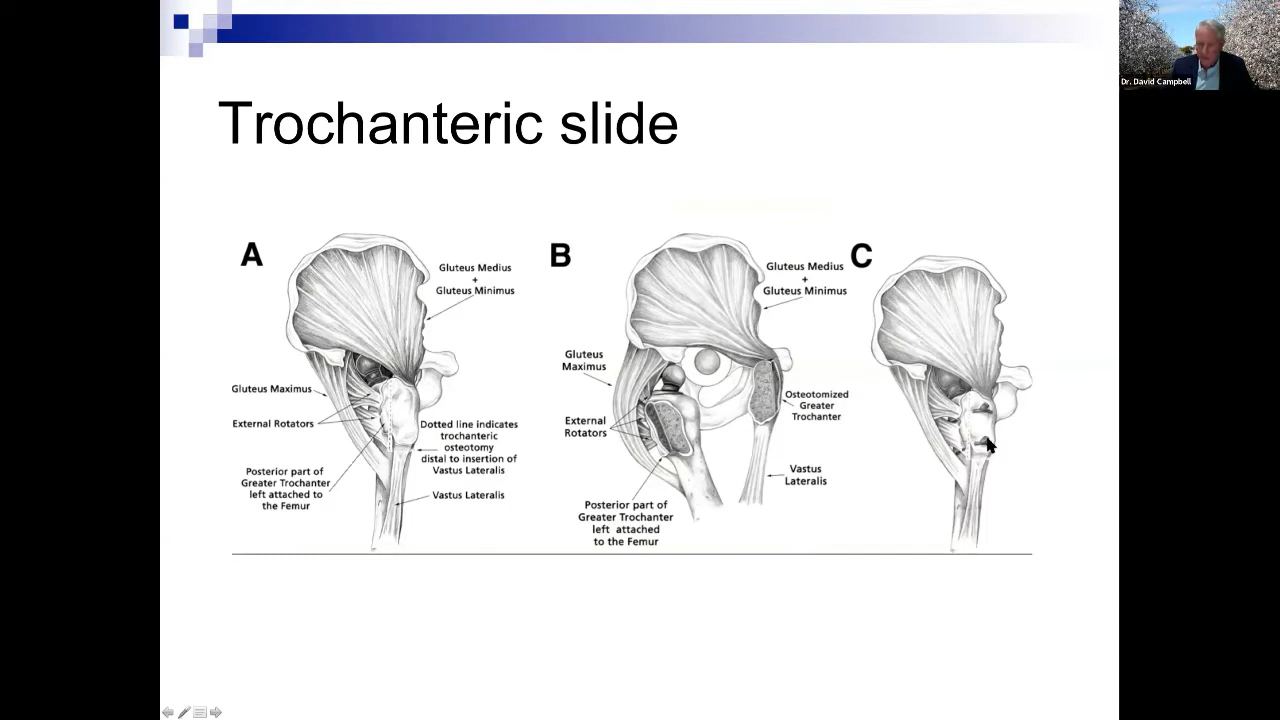 Dr. David Campbell
Trochanteric slide
A
Gluteus Medius
+
Gluteus Minimus
Gluteus Maximus
External Rotators
Dotted line indicates
trochanteric
osteotomy
distal to insertion of
Vastus Lateralis
Posterior part of
Greater Trochanter
left attached to
the Femur
Vastus Lateralis
B
Gluteus Medius
+
Gluteus Minimus
Gluteus
Maximus
External
Rotators
Osteotomized
Greater
Trochanter
Vastus
Lateralis
Posterior part of
Greater Trochanter
left attached
to the Femur
C